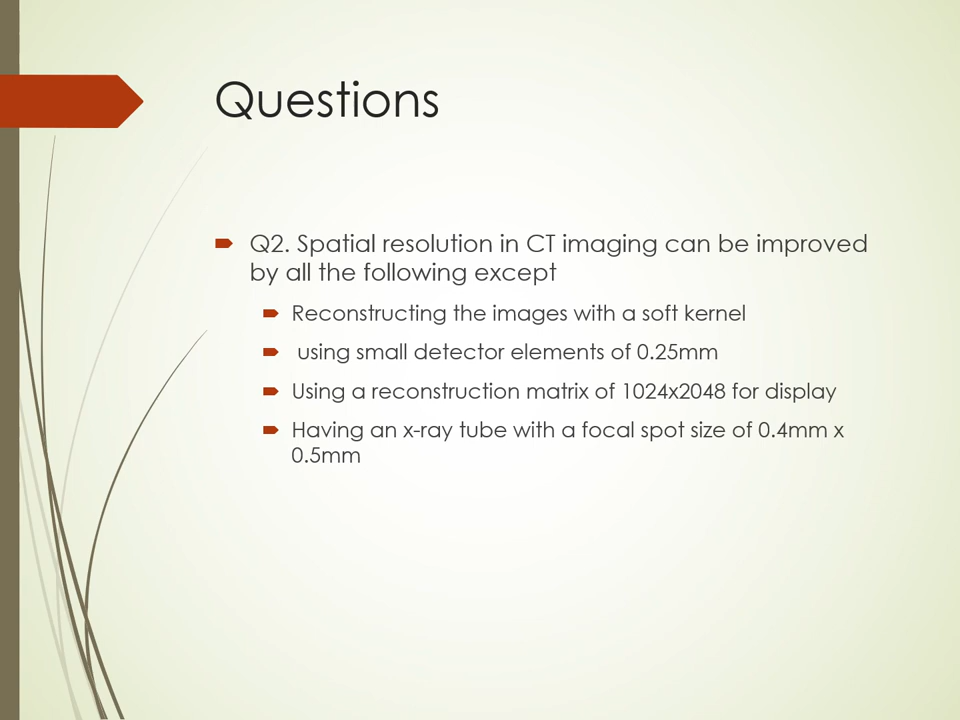 Questions
Q2. Spatial resolution in CT imaging can be improved
by all the following except
Reconstructing the images with a soft kernel
using small detector elements of 0.25mm
Using a reconstruction matrix of 1024x2048 for display
Having an x-ray tube with a focal spot size of 0.4mm x
0.5mm